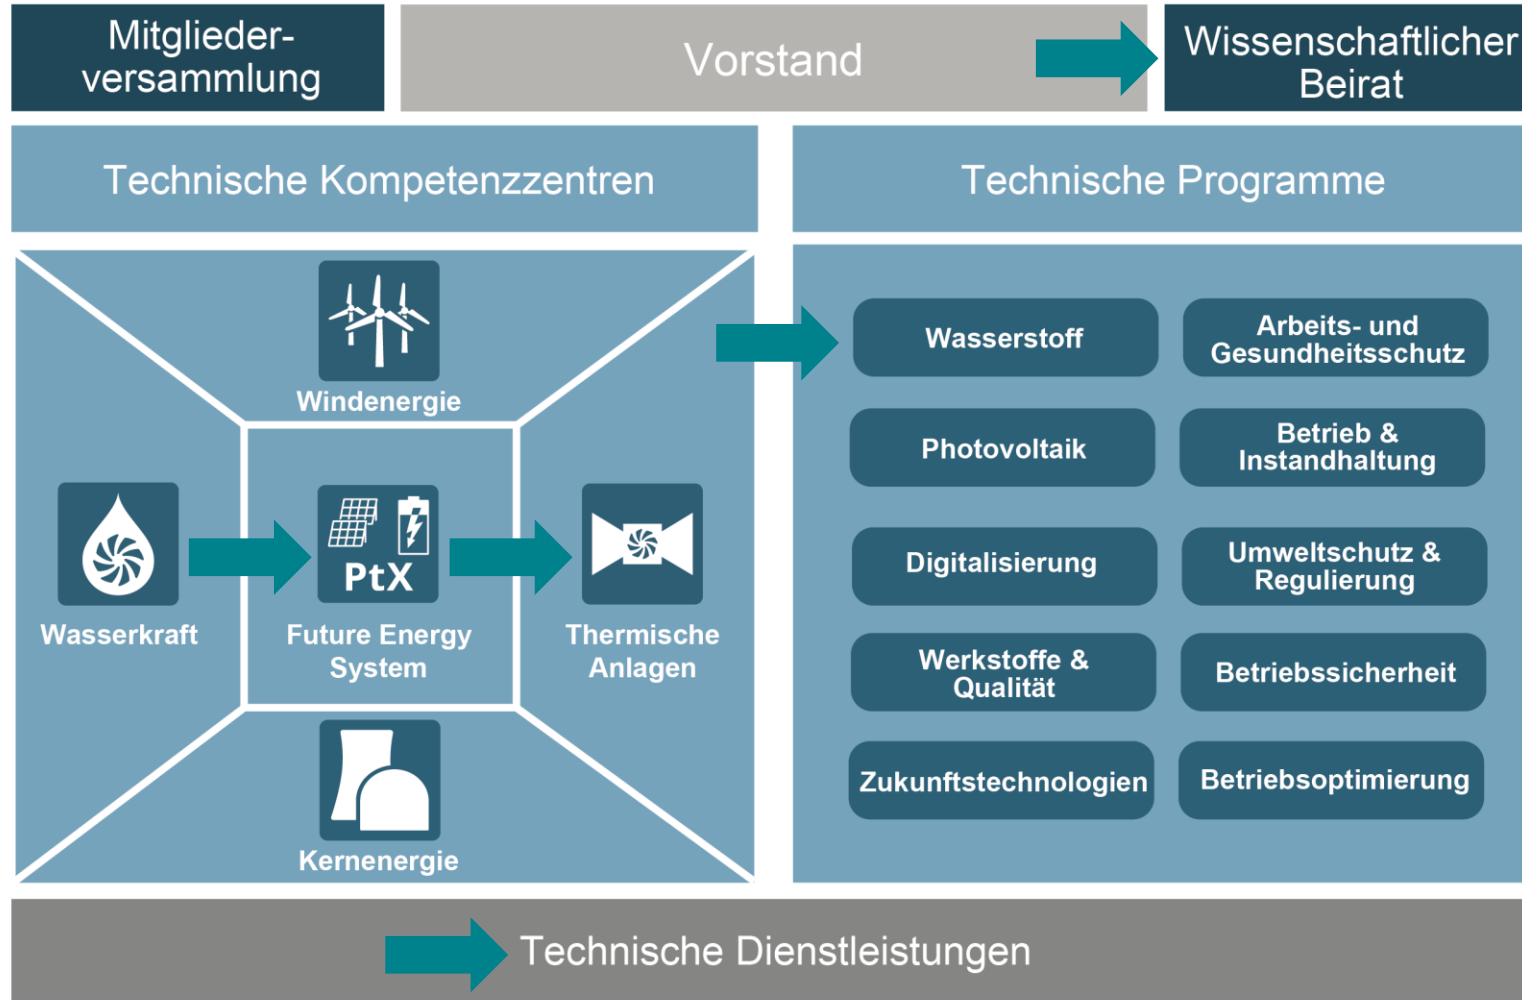 Mitglieder-
versammlung
Vorstand
Wissenschaftlicher
Beirat
Technische Kompetenzzentren
Technische Programme
Windenergie
Wasserkraft
PtX
Future Energy
System
Thermische
Anlagen
Kernenergie
Wasserstoff
Arbeits- und
Gesundheitsschutz
Photovoltaik
Betrieb &
Instandhaltung
Digitalisierung
Umweltschutz &
Regulierung
Werkstoffe &
Qualität
Betriebssicherheit
Zukunftstechnologien
Betriebsoptimierung
Technische Dienstleistungen